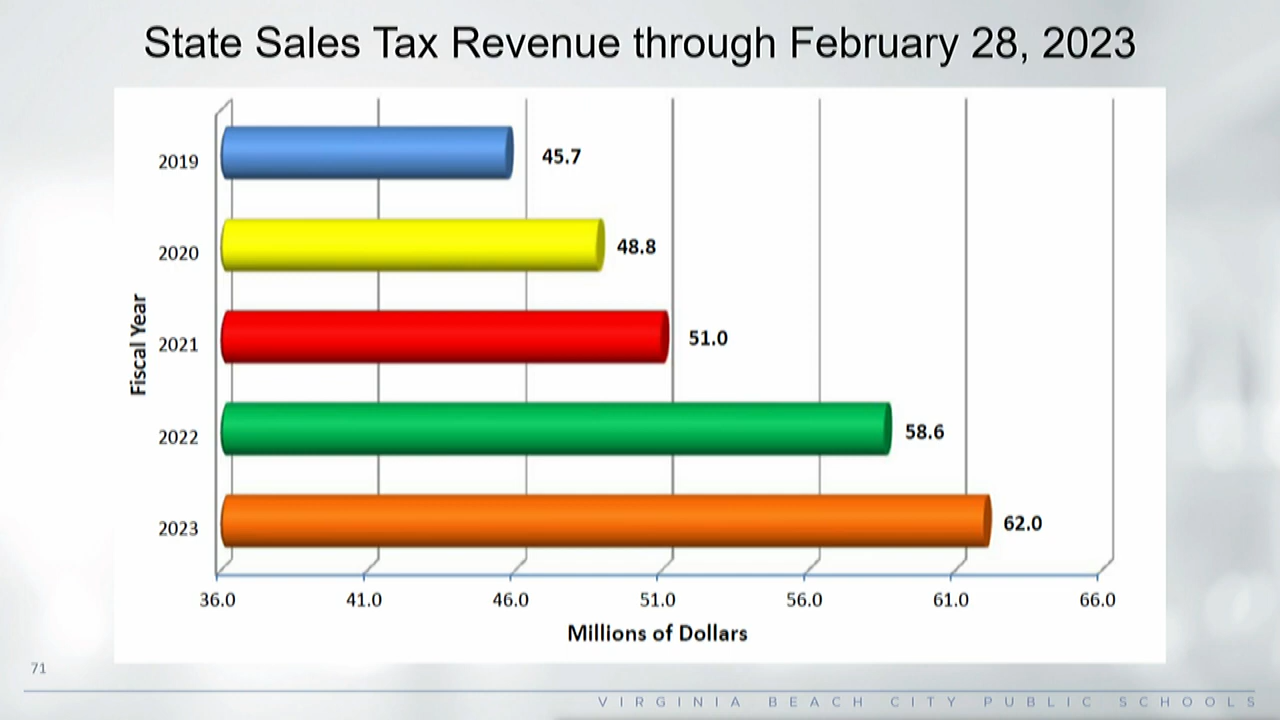 State Sales Tax Revenue through February 28, 2023
2019
45.7
2020
48.8
2021
51.0
2022
58.6
2023
62.0
Fiscal Year
36.0 41.0 46.0 51.0 56.0 61.0 66.0
Millions of Dollars
71
VIRGINIA BEACH CITY PUBLIC SCHOOLS